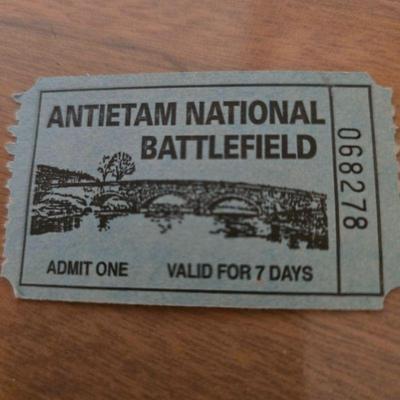 ANTIETAM NATIONAL
BATTLEFIELD
ADMIT ONE VALID FOR 7 DAYS
068278